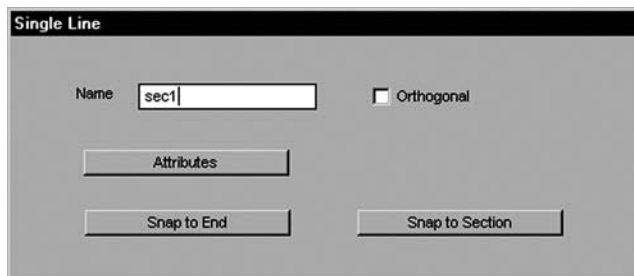 Single Line
Name sec1 Orthogonal
Attributes
Snap to End Snap to Section